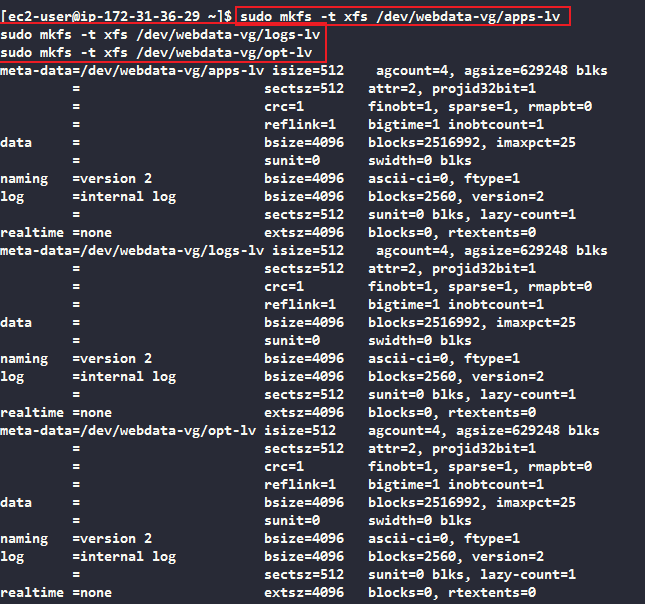 [ec2-user@ip-172-31-36-29 ~]$ sudo mkfs -t xfs /dev/webdata-vg/apps-lv
sudo mkfs -t xfs /dev/webdata-vg/logs-lv
sudo mkfs -t xfs /dev/webdata-vg/opt-lv
meta-data=/dev/webdata-vg/apps-lv isize=512    agcount=4, agsize=629248 blks
         =                       sectsz=512   attr=2, projid32bit=1
         =                       crc=1        finobt=1, sparse=1, rmapbt=0
         =                       reflink=1    bigtime=1 inobtcount=1
data     =                       bsize=4096   blocks=2516992, imaxpct=25
         =                       sunit=0      swidth=0 blks
naming   =version 2              bsize=4096   ascii-ci=0, ftype=1
log      =internal log           bsize=4096   blocks=2560, version=2
         =                       sectsz=512   sunit=0 blks, lazy-count=1
realtime =none                   extsz=4096   blocks=0, rtextents=0
meta-data=/dev/webdata-vg/logs-lv isize=512    agcount=4, agsize=629248 blks
         =                       sectsz=512   attr=2, projid32bit=1
         =                       crc=1        finobt=1, sparse=1, rmapbt=0
         =                       reflink=1    bigtime=1 inobtcount=1
data     =                       bsize=4096   blocks=2516992, imaxpct=25
         =                       sunit=0      swidth=0 blks
naming   =version 2              bsize=4096   ascii-ci=0, ftype=1
log      =internal log           bsize=4096   blocks=2560, version=2
         =                       sectsz=512   sunit=0 blks, lazy-count=1
realtime =none                   extsz=4096   blocks=0, rtextents=0
meta-data=/dev/webdata-vg/opt-lv isize=512    agcount=4, agsize=629248 blks
         =                       sectsz=512   attr=2, projid32bit=1
         =                       crc=1        finobt=1, sparse=1, rmapbt=0
         =                       reflink=1    bigtime=1 inobtcount=1
data     =                       bsize=4096   blocks=2516992, imaxpct=25
         =                       sunit=0      swidth=0 blks
naming   =version 2              bsize=4096   ascii-ci=0, ftype=1
log      =internal log           bsize=4096   blocks=2560, version=2
         =                       sectsz=512   sunit=0 blks, lazy-count=1
realtime =none                   extsz=4096   blocks=0, rtextents=0